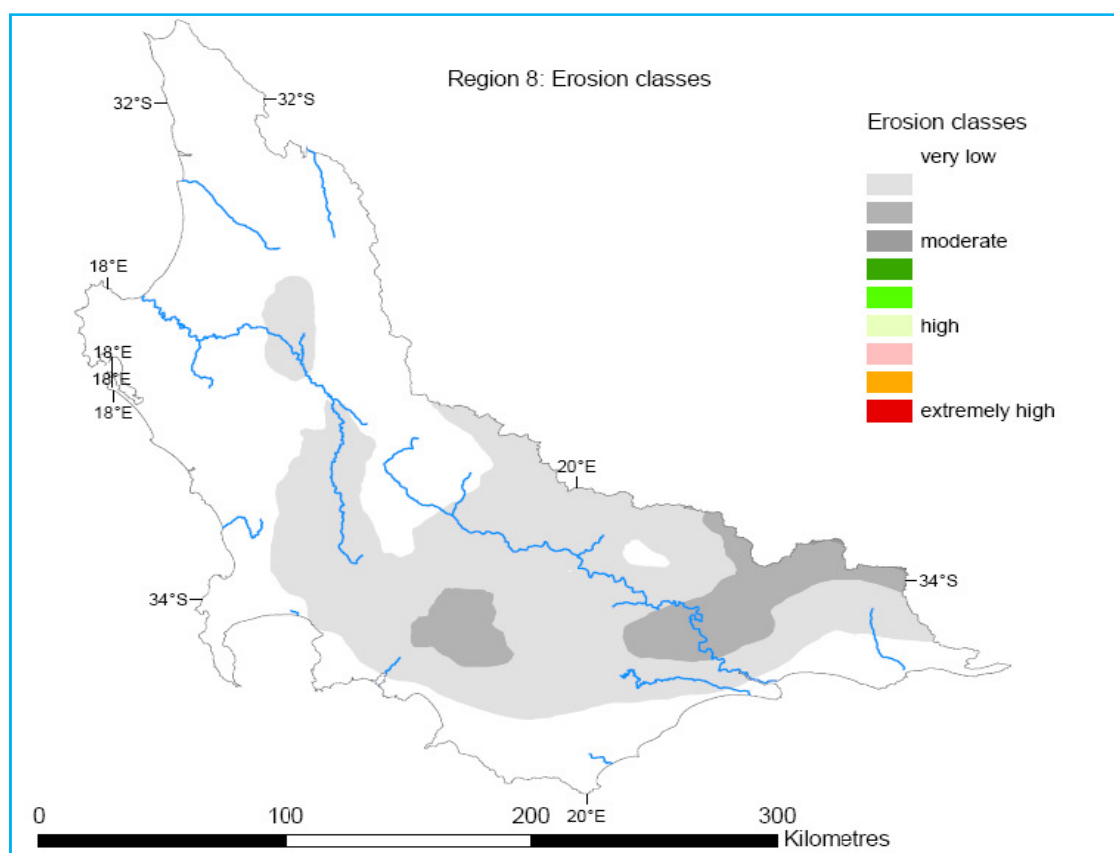 Region 8: Erosion classes
32°S
32°S
Erosion classes
very low
moderate
high
extremely high
18°E
18°E
18°E
18°E
20°E
34°S
34°S
20°E
0
100
200
300
Kilometres